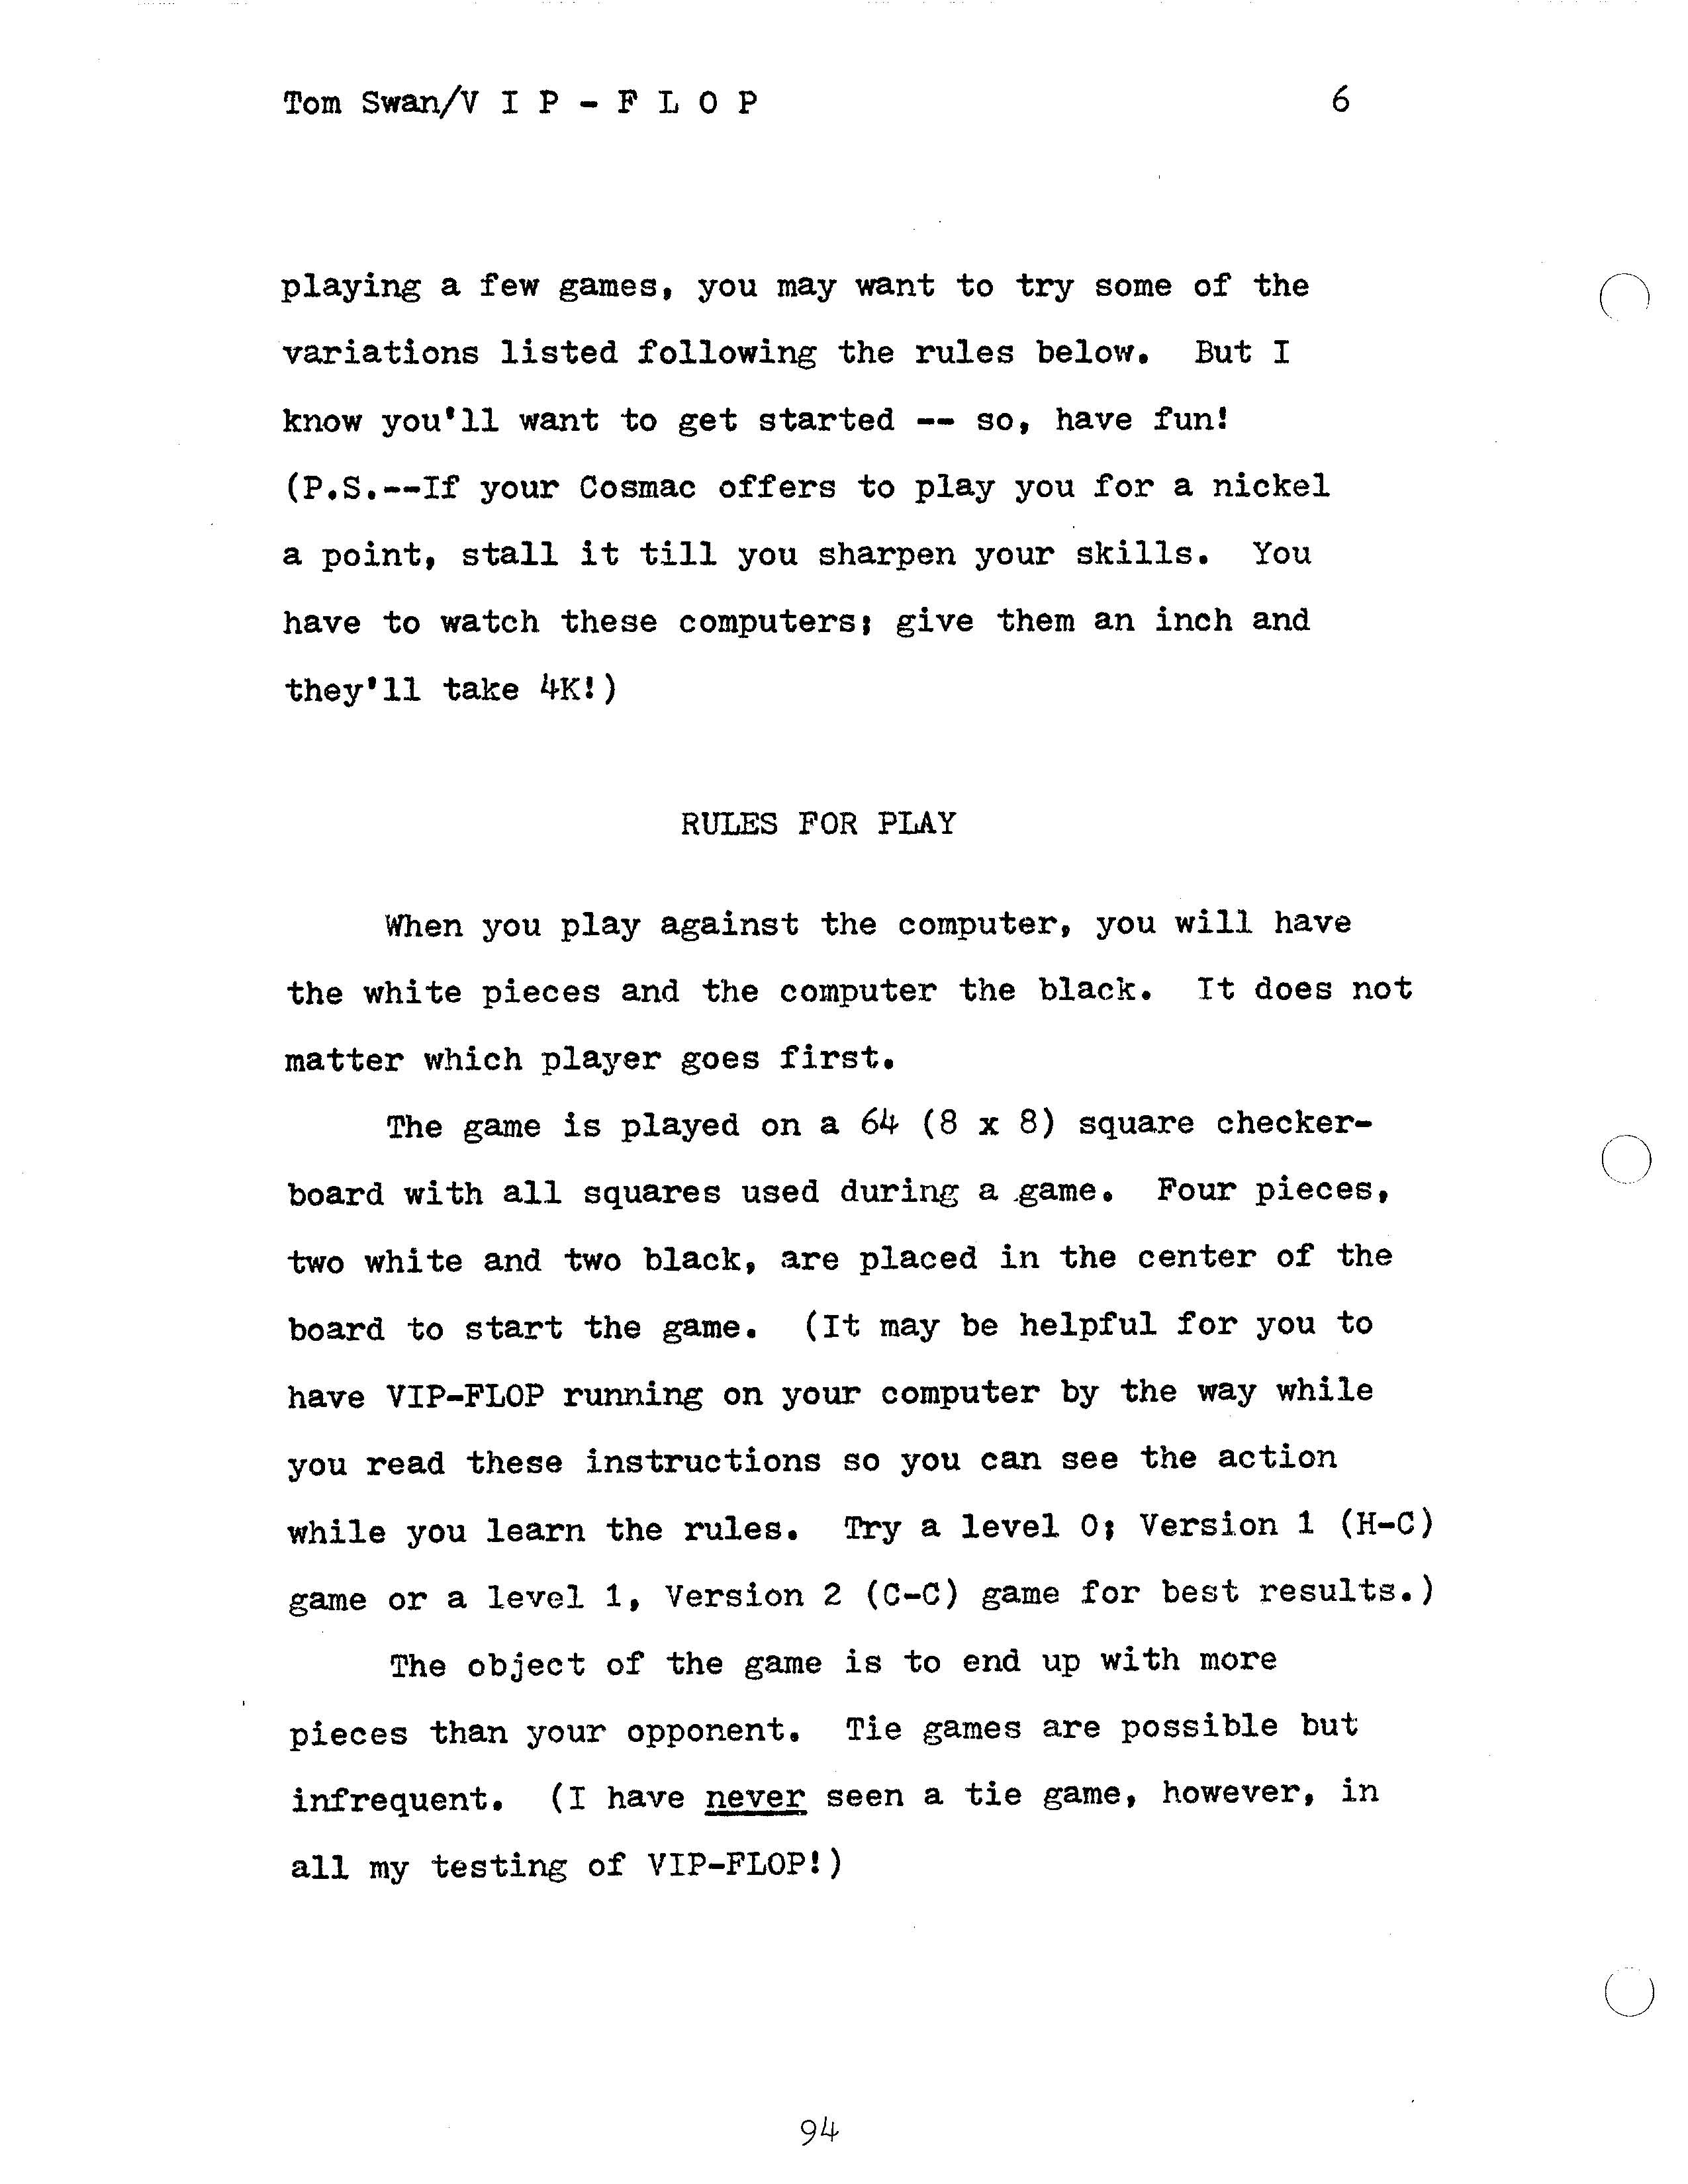 Tom Swan/V I P - F L O P 6
playing a few games, you may want to try some of the
variations listed following the rules below.  But I
know you'll want to get started -- so, have fun!
(P.S.--If your Cosmac offers to play you for a nickel
a point, stall it till you sharpen your skills.  You
have to watch these computers; give them an inch and
they'll take 4K!)
RULES FOR PLAY
When you play against the computer, you will have
the white pieces and the computer the black.  It does not
matter which player goes first.
The game is played on a 64 (8 x 8) square checker-
board with all squares used during a game.  Four pieces,
two white and two black, are placed in the center of the
board to start the game.  (It may be helpful for you to
have VIP-FLOP running on your computer by the way while
you read these instructions so you can see the action
while you learn the rules.  Try a level 0; Version 1 (H-C)
game or a level 1, Version 2 (C-C) game for best results.)
The object of the game is to end up with more
pieces than your opponent.  Tie games are possible but
infrequent.  (I have never seen a tie game, however, in
all my testing of VIP-FLOP!)
94